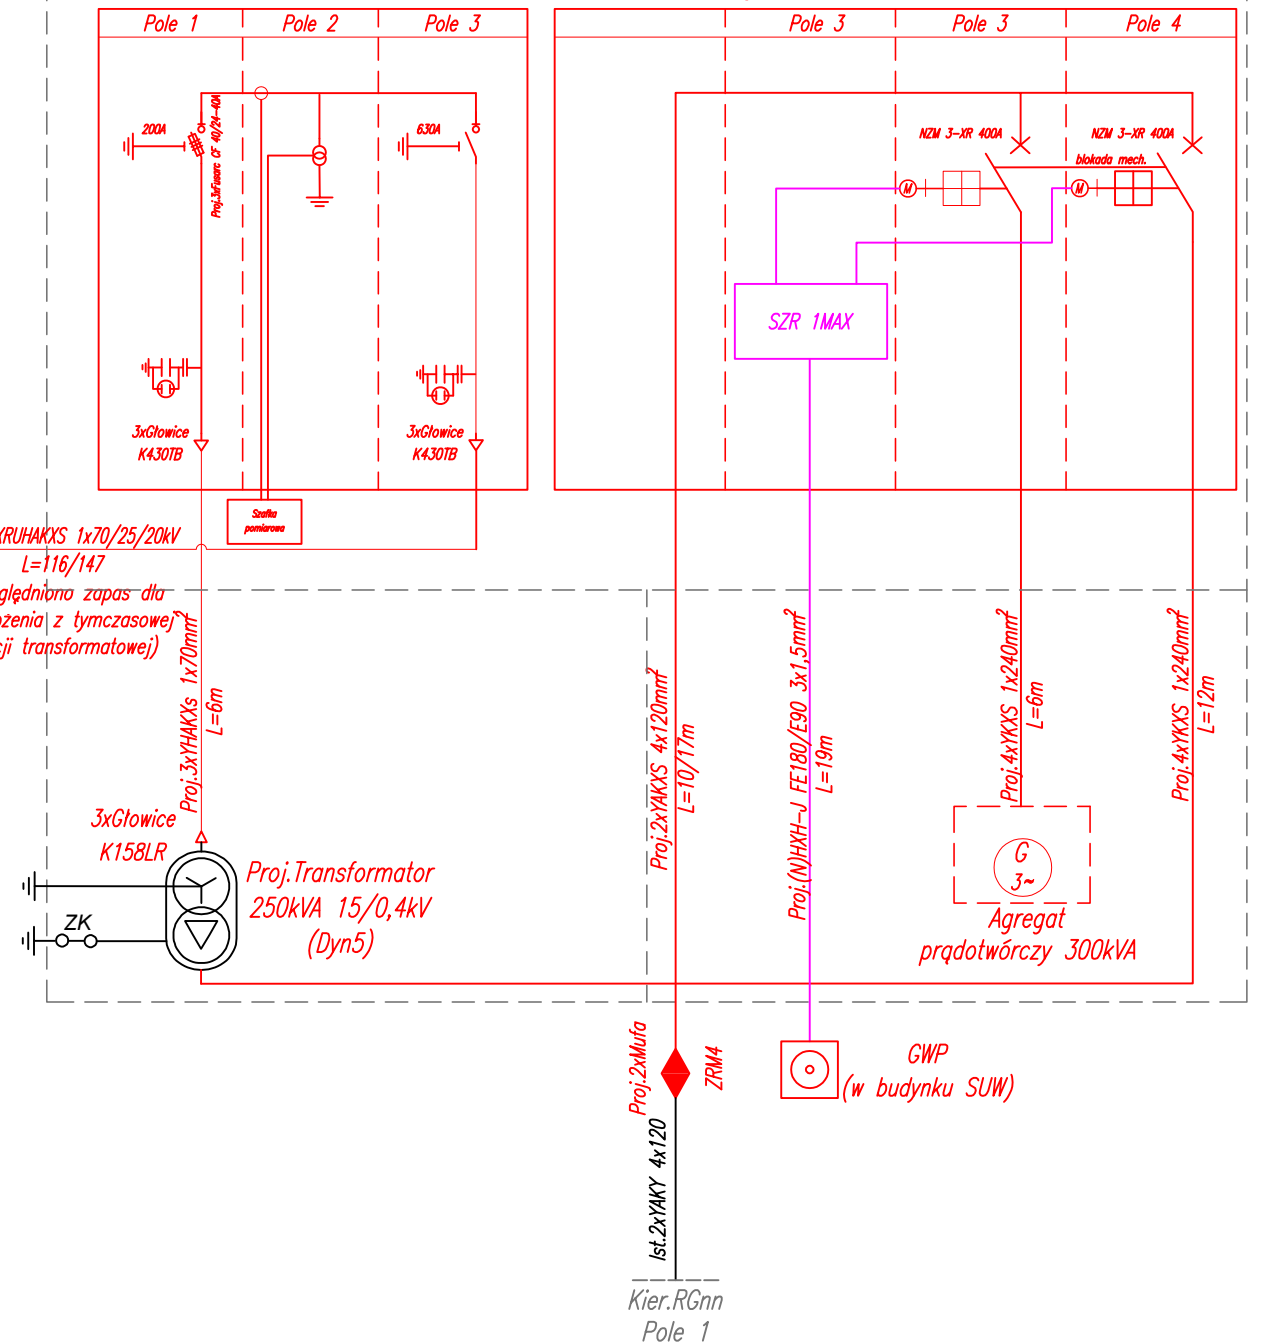 Pole 1
Pole 2
Pole 3
Pole 3
Pole 3
Pole 4
200A
Proj.3xFusarc CF 40/24-40A
630A
NZM 3-XR 400A
NZM 3-XR 400A
blokada mech.
M
M
SZR 1MAX
3xGłowice
K430TB
3xGłowice
K430TB
Szafka
pomiarowa
XRUHAKXS 1x70/25/20kV
L=116/147
ględniono zapas dla
ożenia z tymczasowej
cji transformatowej)
Proj.3xYHAKXs 1x70mm²
L=6m
Proj.2xYAKXS 4x120mm²
L=10/17m
Proj.(N)HXH-J FE180/E90 3x1,5mm²
L=19m
Proj.4xYKXS 1x240mm²
L=6m
Proj.4xYKXS 1x240mm²
L=12m
3xGłowice
K158LR
Proj.Transformator
250kVA 15/0,4kV
(Dyn5)
ZK
G
3~
Agregat
prądotwórczy 300kVA
Proj.2xMufa
ZRM4
GWP
(w budynku SUW)
Ist.2xYAKY 4x120
Kier.RGnn
Pole 1